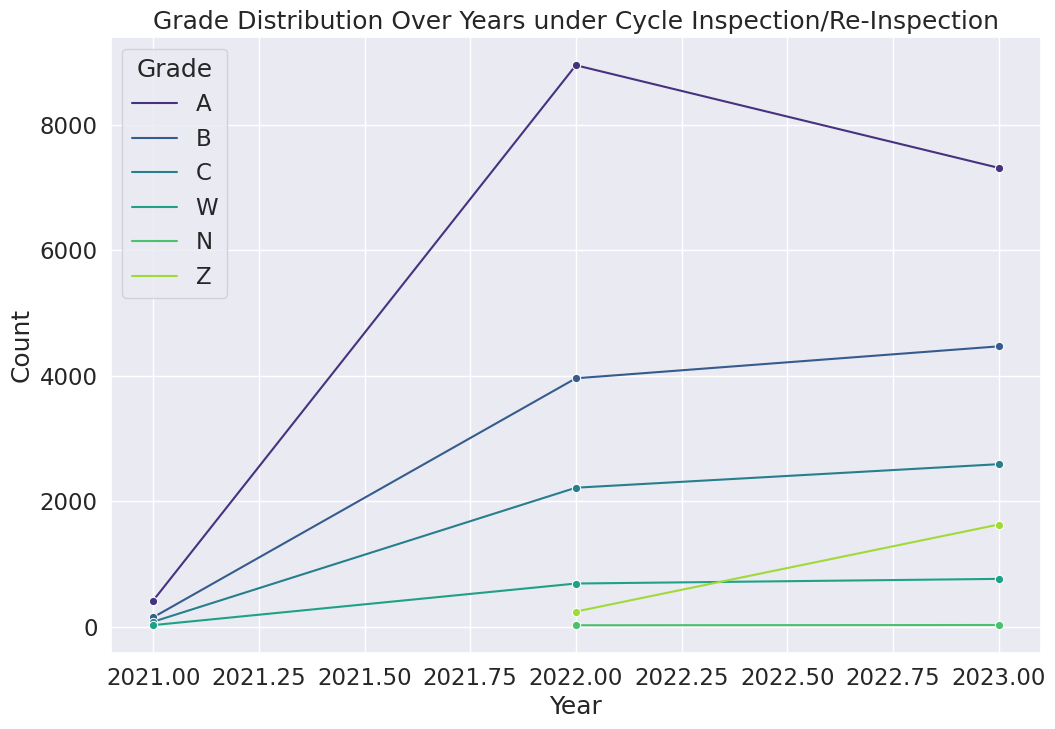 Grade Distribution Over Years under Cycle Inspection/Re-Inspection
Grade
A
B
C
W
N
Z
8000
6000
4000
2000
0
Count
2021.00 2021.25 2021.50 2021.75 2022.00 2022.25 2022.50 2022.75 2023.00
Year